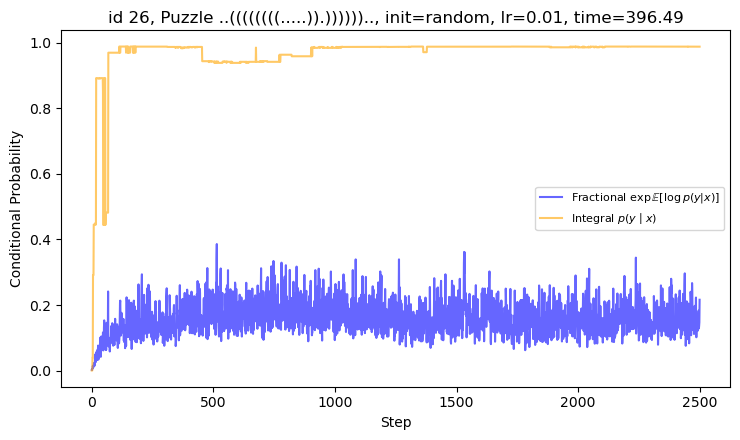 id 26, Puzzle ..((((((((.....)).))))))..., init=random, lr=0.01, time=396.49
1.0
0.8
0.6
0.4
0.2
0.0
Conditional Probability
Fractional exp𝔼[log p(y|x)]
Integral p(y | x)
0
500
1000
1500
2000
2500
Step